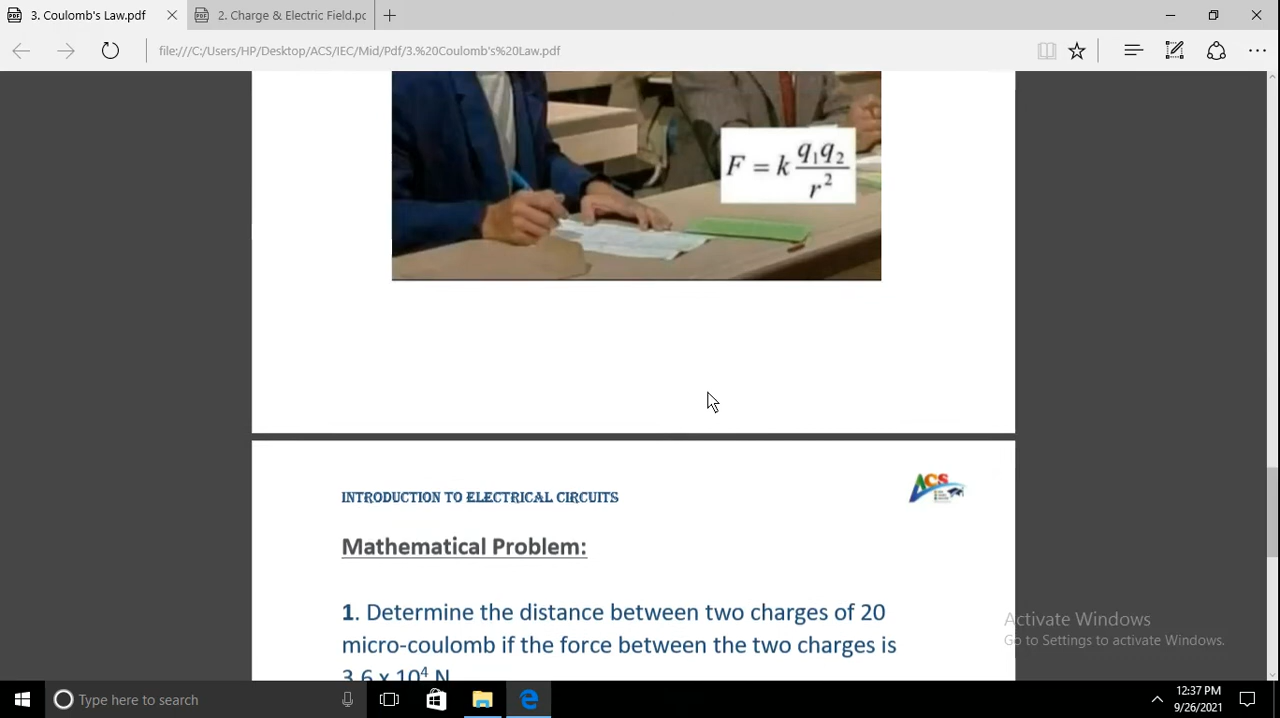 3. Coulomb's Law.pdf
2. Charge & Electric Field.pc
file:///C:/Users/HP/Desktop/ACS/IEC/Mid/Pdf/3.%20Coulomb's%20Law.pdf
F = k q₁q₂ / r²
INTRODUCTION TO ELECTRICAL CIRCUITS
ACS
Mathematical Problem:
1. Determine the distance between two charges of 20
micro-coulomb if the force between the two charges is
3.6 x 10⁴ N
Activate Windows
Go to Settings to activate Windows.
Type here to search
12:37 PM
9/26/2021